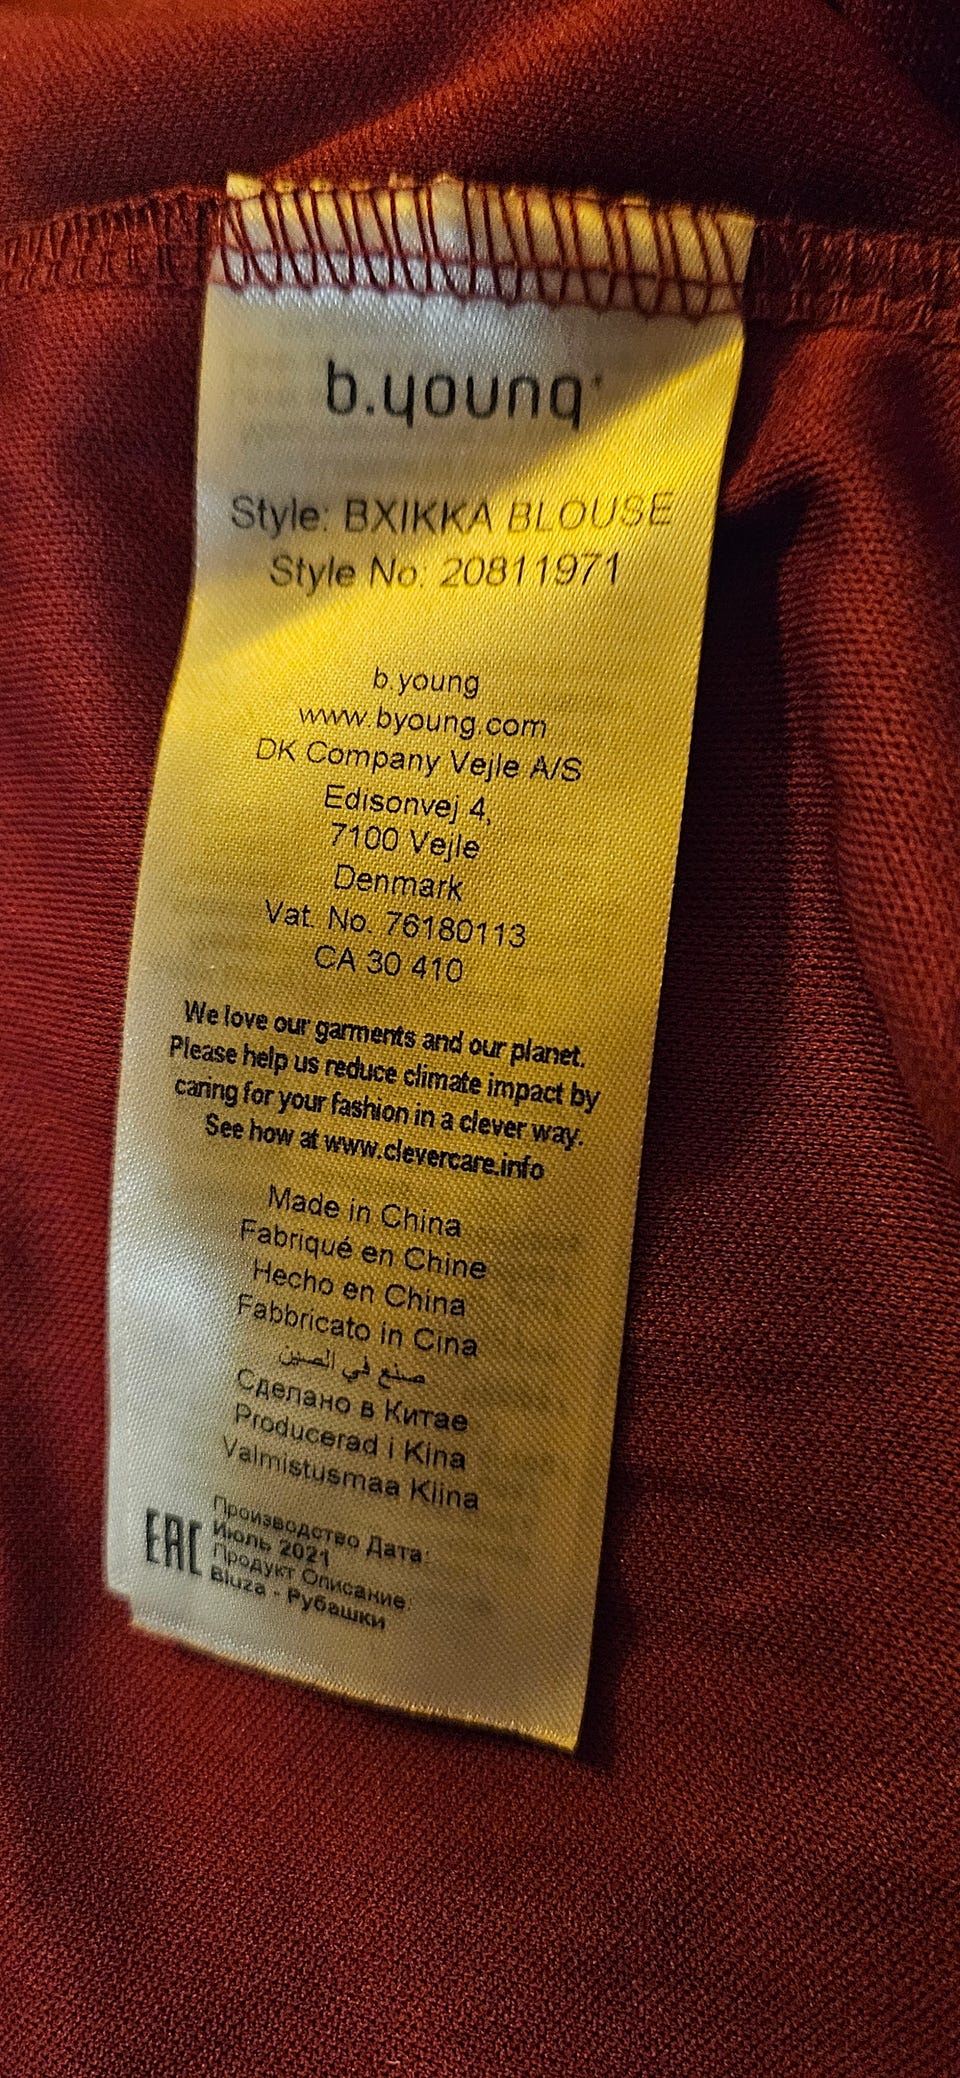 b.young
Style: BXIKKA BLOUSE
Style No: 20811971
b.young
www.byoung.com
DK Company Vejle A/S
Edisonvej 4,
7100 Vejle
Denmark
Vat. No. 76180113
CA 30 410
We love our garments and our planet.
Please help us reduce climate impact by
caring for your fashion in a clever way.
See how at www.clevercare.info
Made in China
Fabriqué en Chine
Hecho en China
Fabbricato in Cina
صنع في الصين
Сделано в Китае
Producerad i Kina
Valmistusmaa Kiina
EAC
Производство Дата:
Июль 2021
Продукт Описание:
Bluza - Рубашки